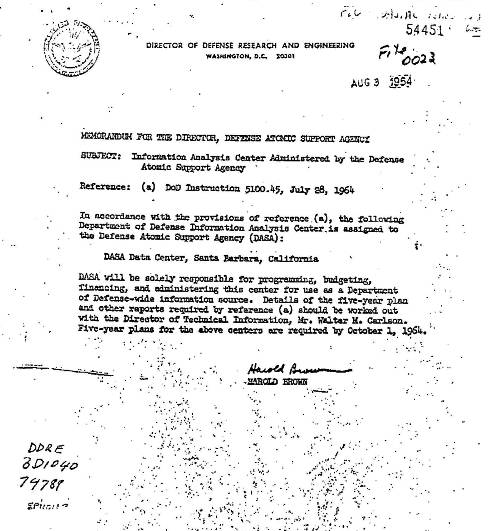 54451
DIRECTOR OF DEFENSE RESEARCH AND ENGINEERING
WASHINGTON, D.C. 20301
File
0023
AUG 3 1964
MEMORANDUM FOR THE DIRECTOR, DEFENSE ATOMIC SUPPORT AGENCY
SUBJECT: Information Analysis Center Administered by the Defense
Atomic Support Agency
Reference: (a) DoD Instruction 5100.45, July 28, 1964
In accordance with the provisions of reference (a), the following
Department of Defense Information Analysis Center is assigned to
the Defense Atomic Support Agency (DASA):
DASA Data Center, Santa Barbara, California
DASA will be solely responsible for programming, budgeting,
financing, and administering this center for use as a Department
of Defense-wide information source. Details of the five-year plan
and other reports required by reference (a) should be worked out
with the Director of Technical Information, Mr. Walter M. Carlson.
Five-year plans for the above centers are required by October 1, 1964.
Harold Brown
HAROLD BROWN
DDRE
3D1040
74789